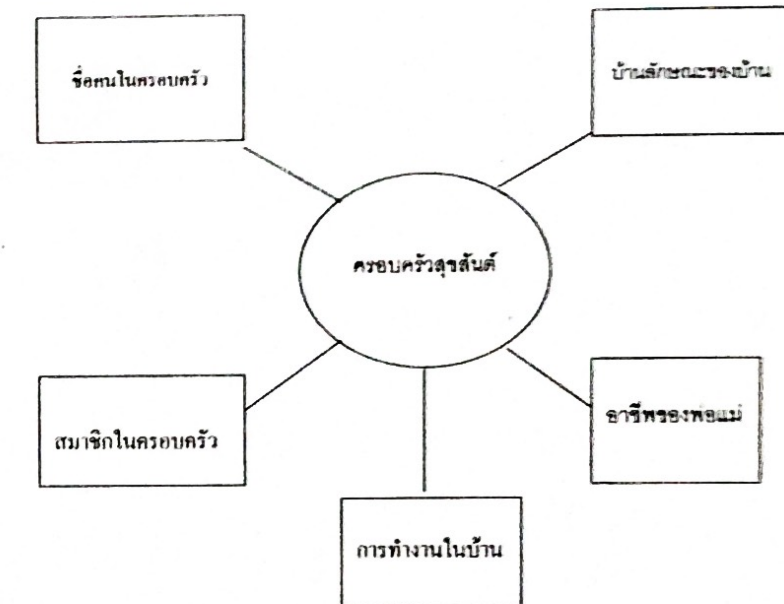 ชื่อคนในครอบครัว
บ้านลักษณะของบ้าน
ครอบครัวสุขสันต์
สมาชิกในครอบครัว
อาชีพของพ่อแม่
การทำงานในบ้าน